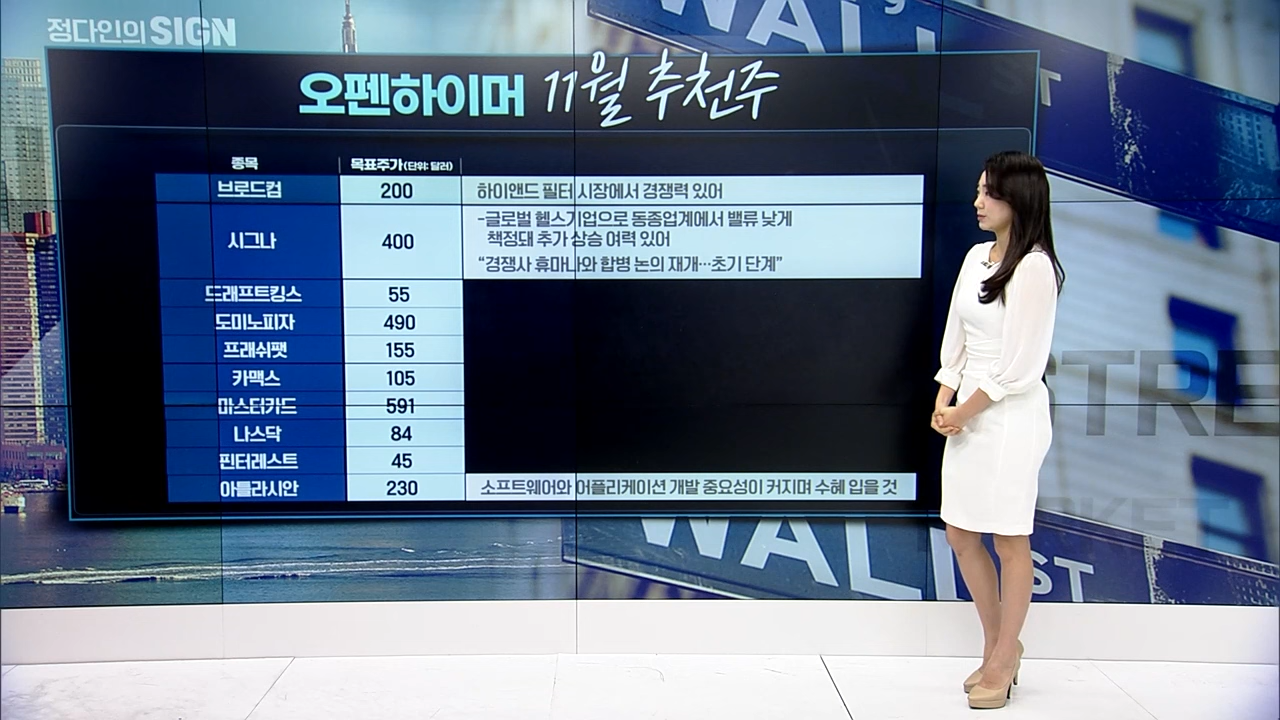 정다인의 SIGN
오펜하이머 11월 추천주
종목 목표주가(단위: 달러)
브로드컴 200 하이앤드 필터 시장에서 경쟁력 있어
시그나 400 -글로벌 헬스기업으로 동종업계에서 밸류 낮게
책정돼 추가 상승 여력 있어
“경쟁사 휴마나와 합병 논의 재개…초기 단계”
드래프트킹스 55
도미노피자 490
프래쉬팻 155
카맥스 105
마스터카드 591
나스닥 84
핀터레스트 45
아틀라시안 230 소프트웨어와 어플리케이션 개발 중요성이 커지며 수혜 입을 것
WALL
ST
STRE
MARKET
WALL ST